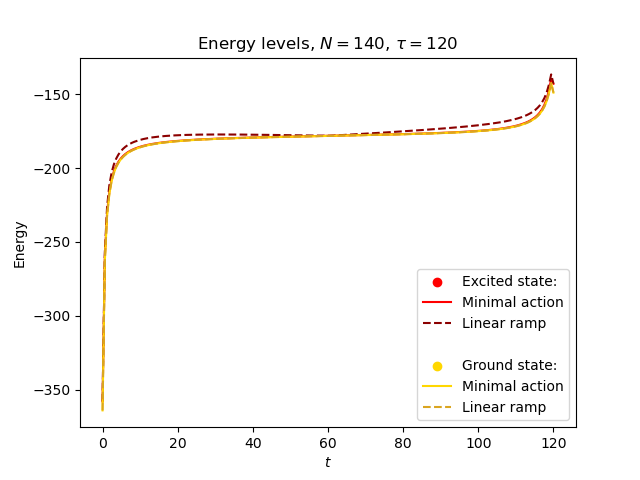 Energy levels, N = 140, τ = 120
−150
−200
−250
−300
−350
Energy
Excited state:
Minimal action
Linear ramp
Ground state:
Minimal action
Linear ramp
0 20 40 60 80 100 120
t